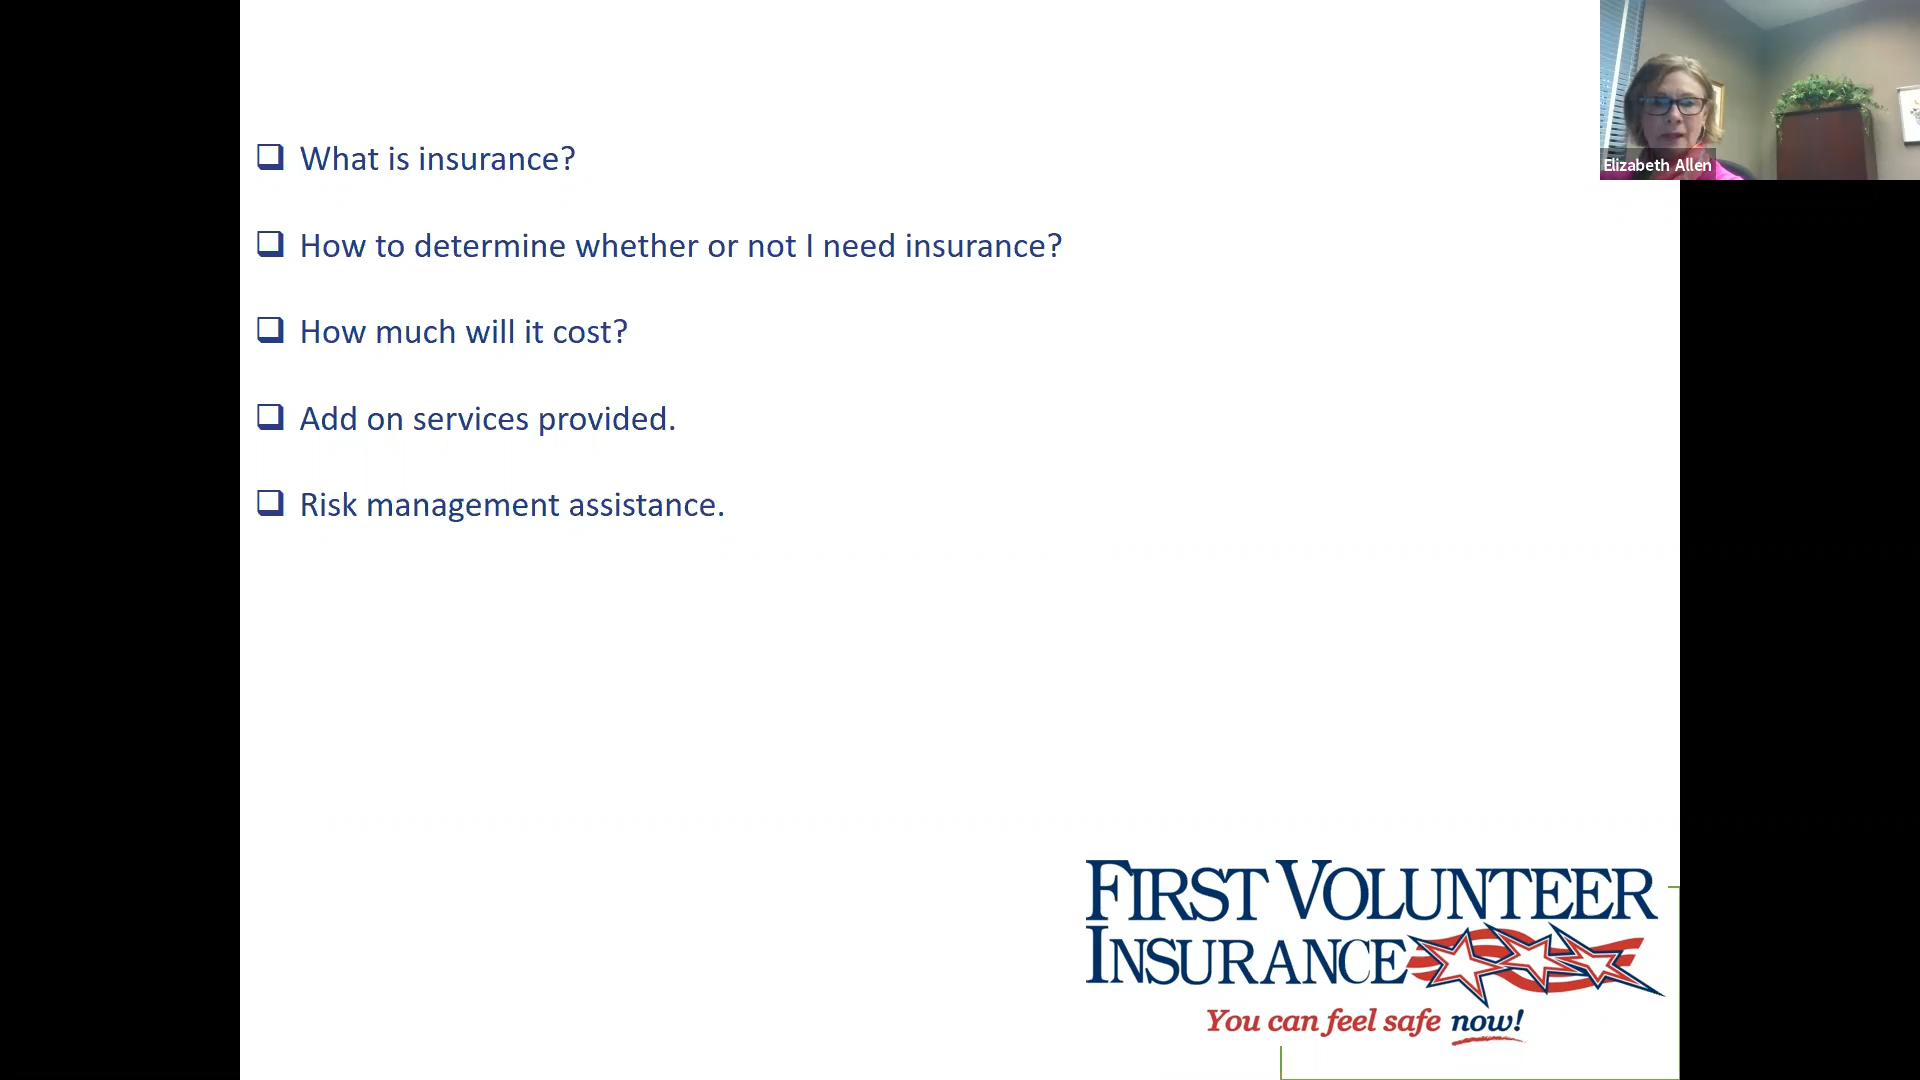 What is insurance?
How to determine whether or not I need insurance?
How much will it cost?
Add on services provided.
Risk management assistance.
Elizabeth Allen
FIRST VOLUNTEER
INSURANCE
You can feel safe now!